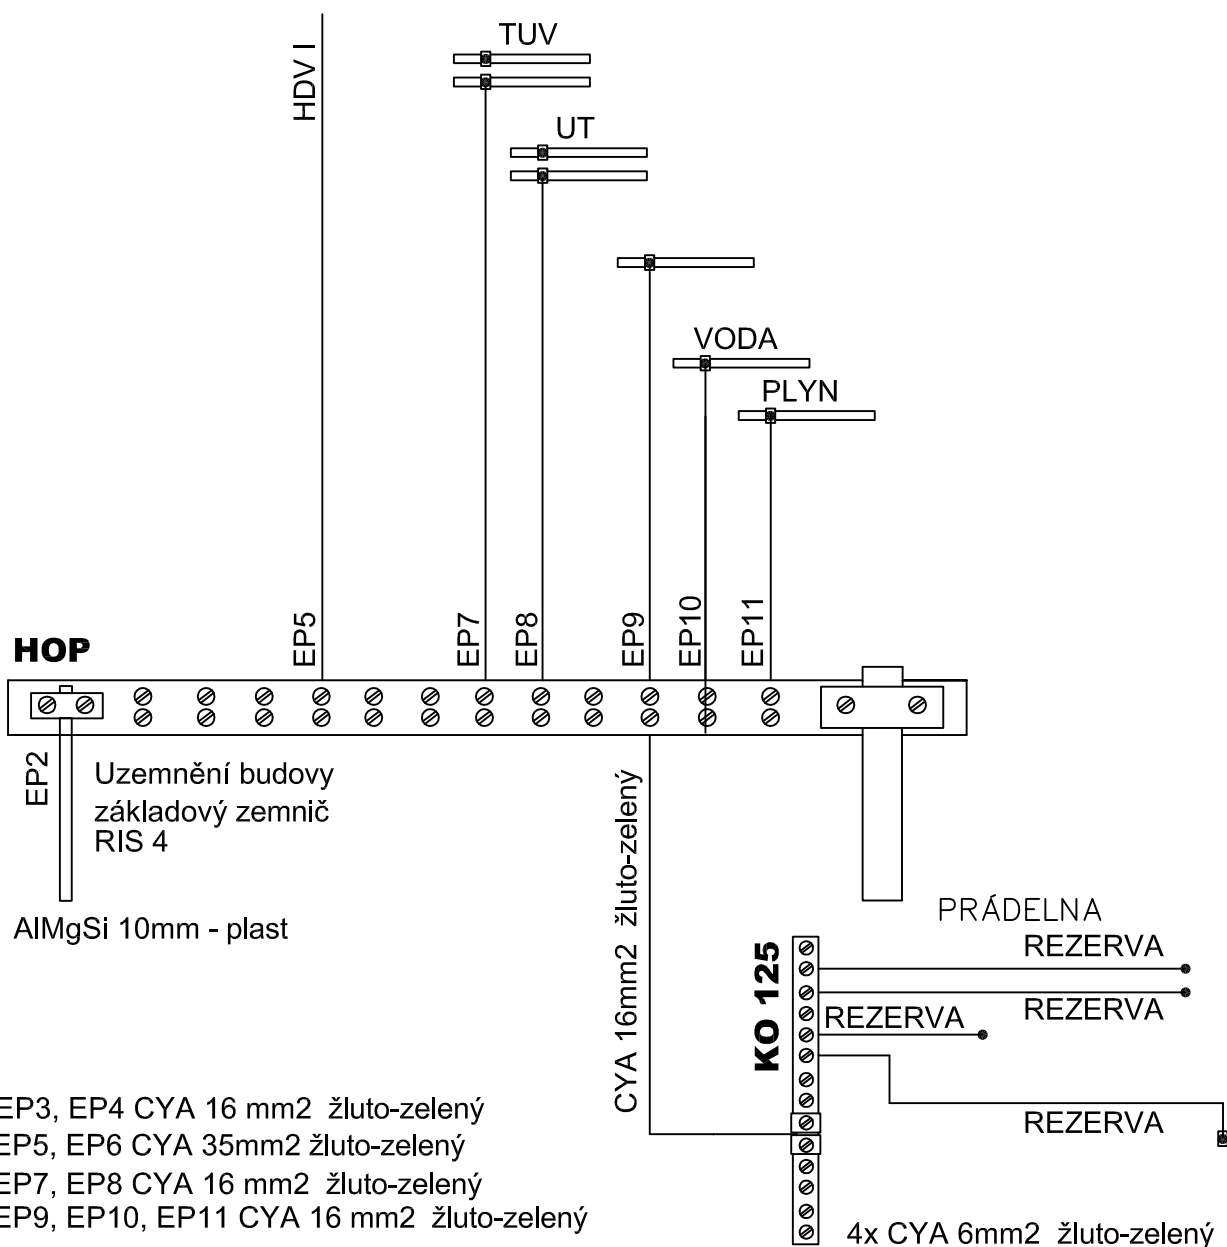 HDV I
TUV
UT
VODA
PLYN
EP5
EP7
EP8
EP9
EP10
EP11
HOP
EP2
Uzemnění budovy
základový zemnič
RIS 4
AlMgSi 10mm - plast
CYA 16mm2 žluto-zelený
PRÁDELNA
REZERVA
REZERVA
REZERVA
KO 125
REZERVA
EP3, EP4 CYA 16 mm2 žluto-zelený
EP5, EP6 CYA 35mm2 žluto-zelený
EP7, EP8 CYA 16 mm2 žluto-zelený
EP9, EP10, EP11 CYA 16 mm2 žluto-zelený
4x CYA 6mm2 žluto-zelený